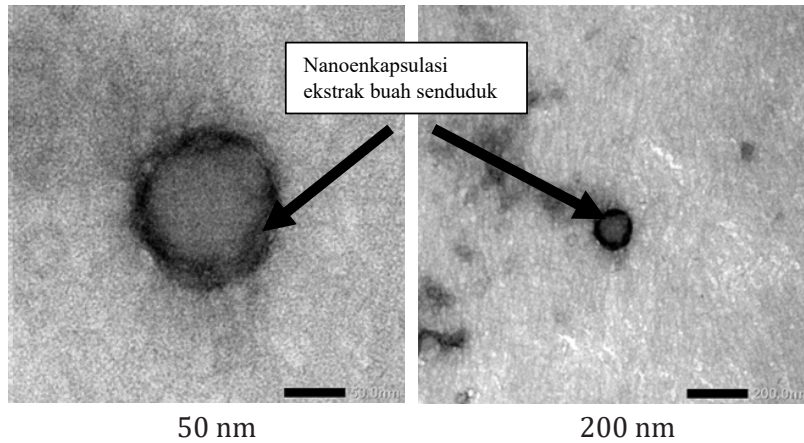 Nanoenkapsulasi
ekstrak buah senduduk
50.0nm
200.0nm
50 nm
200 nm